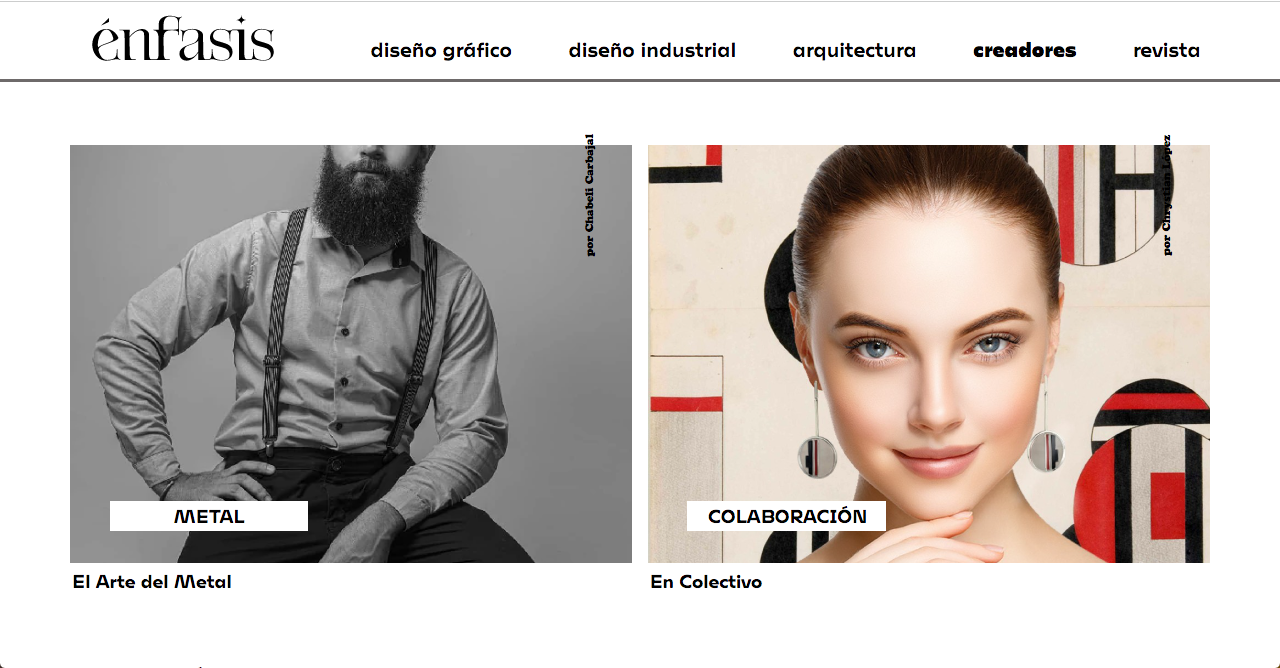 énfasis
diseño gráfico
diseño industrial
arquitectura
creadores
revista
por Chabeli Carbajal
METAL
El Arte del Metal
por Chrystian López
COLABORACIÓN
En Colectivo